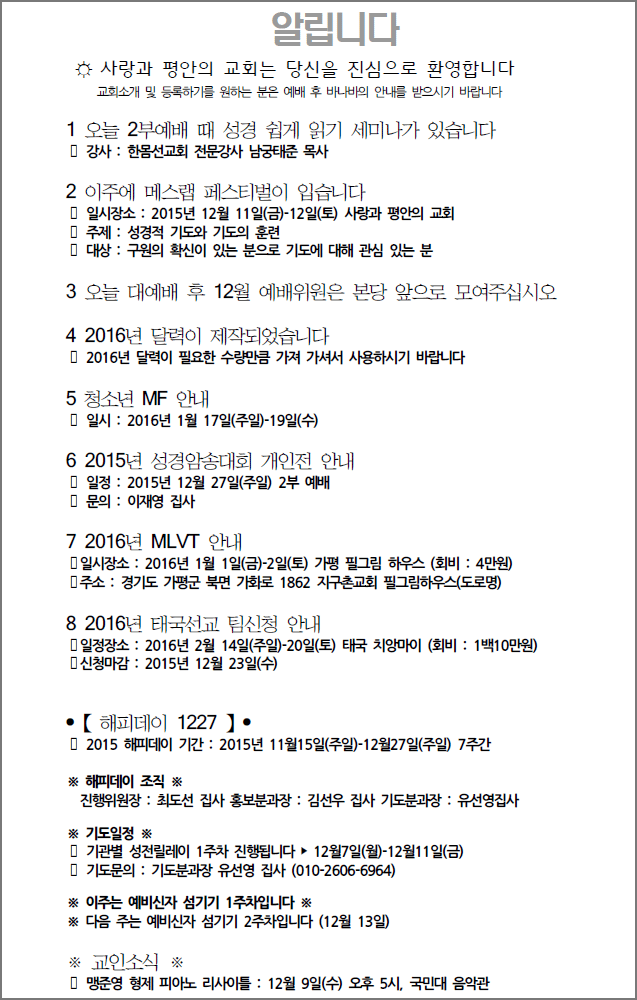 알립니다
☼ 사랑과 평안의 교회는 당신을 진심으로 환영합니다
교회소개 및 등록하기를 원하는 분은 예배 후 바나바의 안내를 받으시기 바랍니다
1 오늘 2부예배 때 성경 쉽게 읽기 세미나가 있습니다
▯ 강사 : 한몸선교회 전문강사 남궁태준 목사
2 이주에 메스랩 페스티벌이 입습니다
▯ 일시장소 : 2015년 12월 11일(금)-12일(토) 사랑과 평안의 교회
▯ 주제 : 성경적 기도와 기도의 훈련
▯ 대상 : 구원의 확신이 있는 분으로 기도에 대해 관심 있는 분
3 오늘 대예배 후 12월 예배위원은 본당 앞으로 모여주십시오
4 2016년 달력이 제작되었습니다
▯ 2016년 달력이 필요한 수량만큼 가져 가셔서 사용하시기 바랍니다
5 청소년 MF 안내
▯ 일시 : 2016년 1월 17일(주일)-19일(수)
6 2015년 성경암송대회 개인전 안내
▯ 일정 : 2015년 12월 27일(주일) 2부 예배
▯ 문의 : 이재영 집사
7 2016년 MLVT 안내
▯일시장소 : 2016년 1월 1일(금)-2일(토) 가평 필그림 하우스 (회비 : 4만원)
▯주소 : 경기도 가평군 북면 가화로 1862 지구촌교회 필그림하우스(도로명)
8 2016년 태국선교 팀신청 안내
▯일정장소 : 2016년 2월 14일(주일)-20일(토) 태국 치앙마이 (회비 : 1백10만원)
▯신청마감 : 2015년 12월 23일(수)
•【 해피데이 1227 】•
▯ 2015 해피데이 기간 : 2015년 11월15일(주일)-12월27일(주일) 7주간
※ 해피데이 조직 ※
진행위원장 : 최도선 집사 홍보분과장 : 김선우 집사 기도분과장 : 유선영집사
※ 기도일정 ※
▯ 기관별 성전릴레이 1주차 진행됩니다 ▶ 12월7일(월)-12월11일(금)
▯ 기도문의 : 기도분과장 유선영 집사 (010-2606-6964)
※ 이주는 예비신자 섬기기 1주차입니다 ※
※ 다음 주는 예비신자 섬기기 2주차입니다 (12월 13일)
※ 교인소식 ※
▯ 맹준영 형제 피아노 리사이틀 : 12월 9일(수) 오후 5시, 국민대 음악관